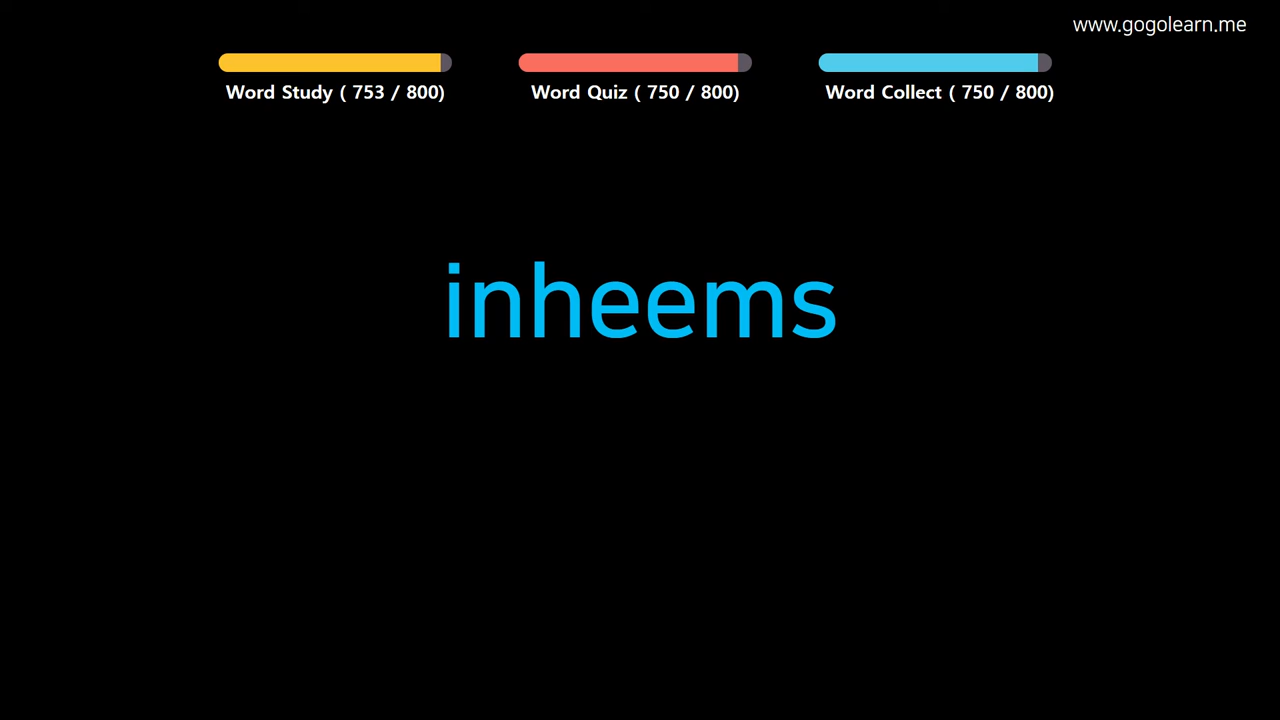 www.gogolearn.me
Word Study ( 753 / 800)
Word Quiz ( 750 / 800)
Word Collect ( 750 / 800)
inheems